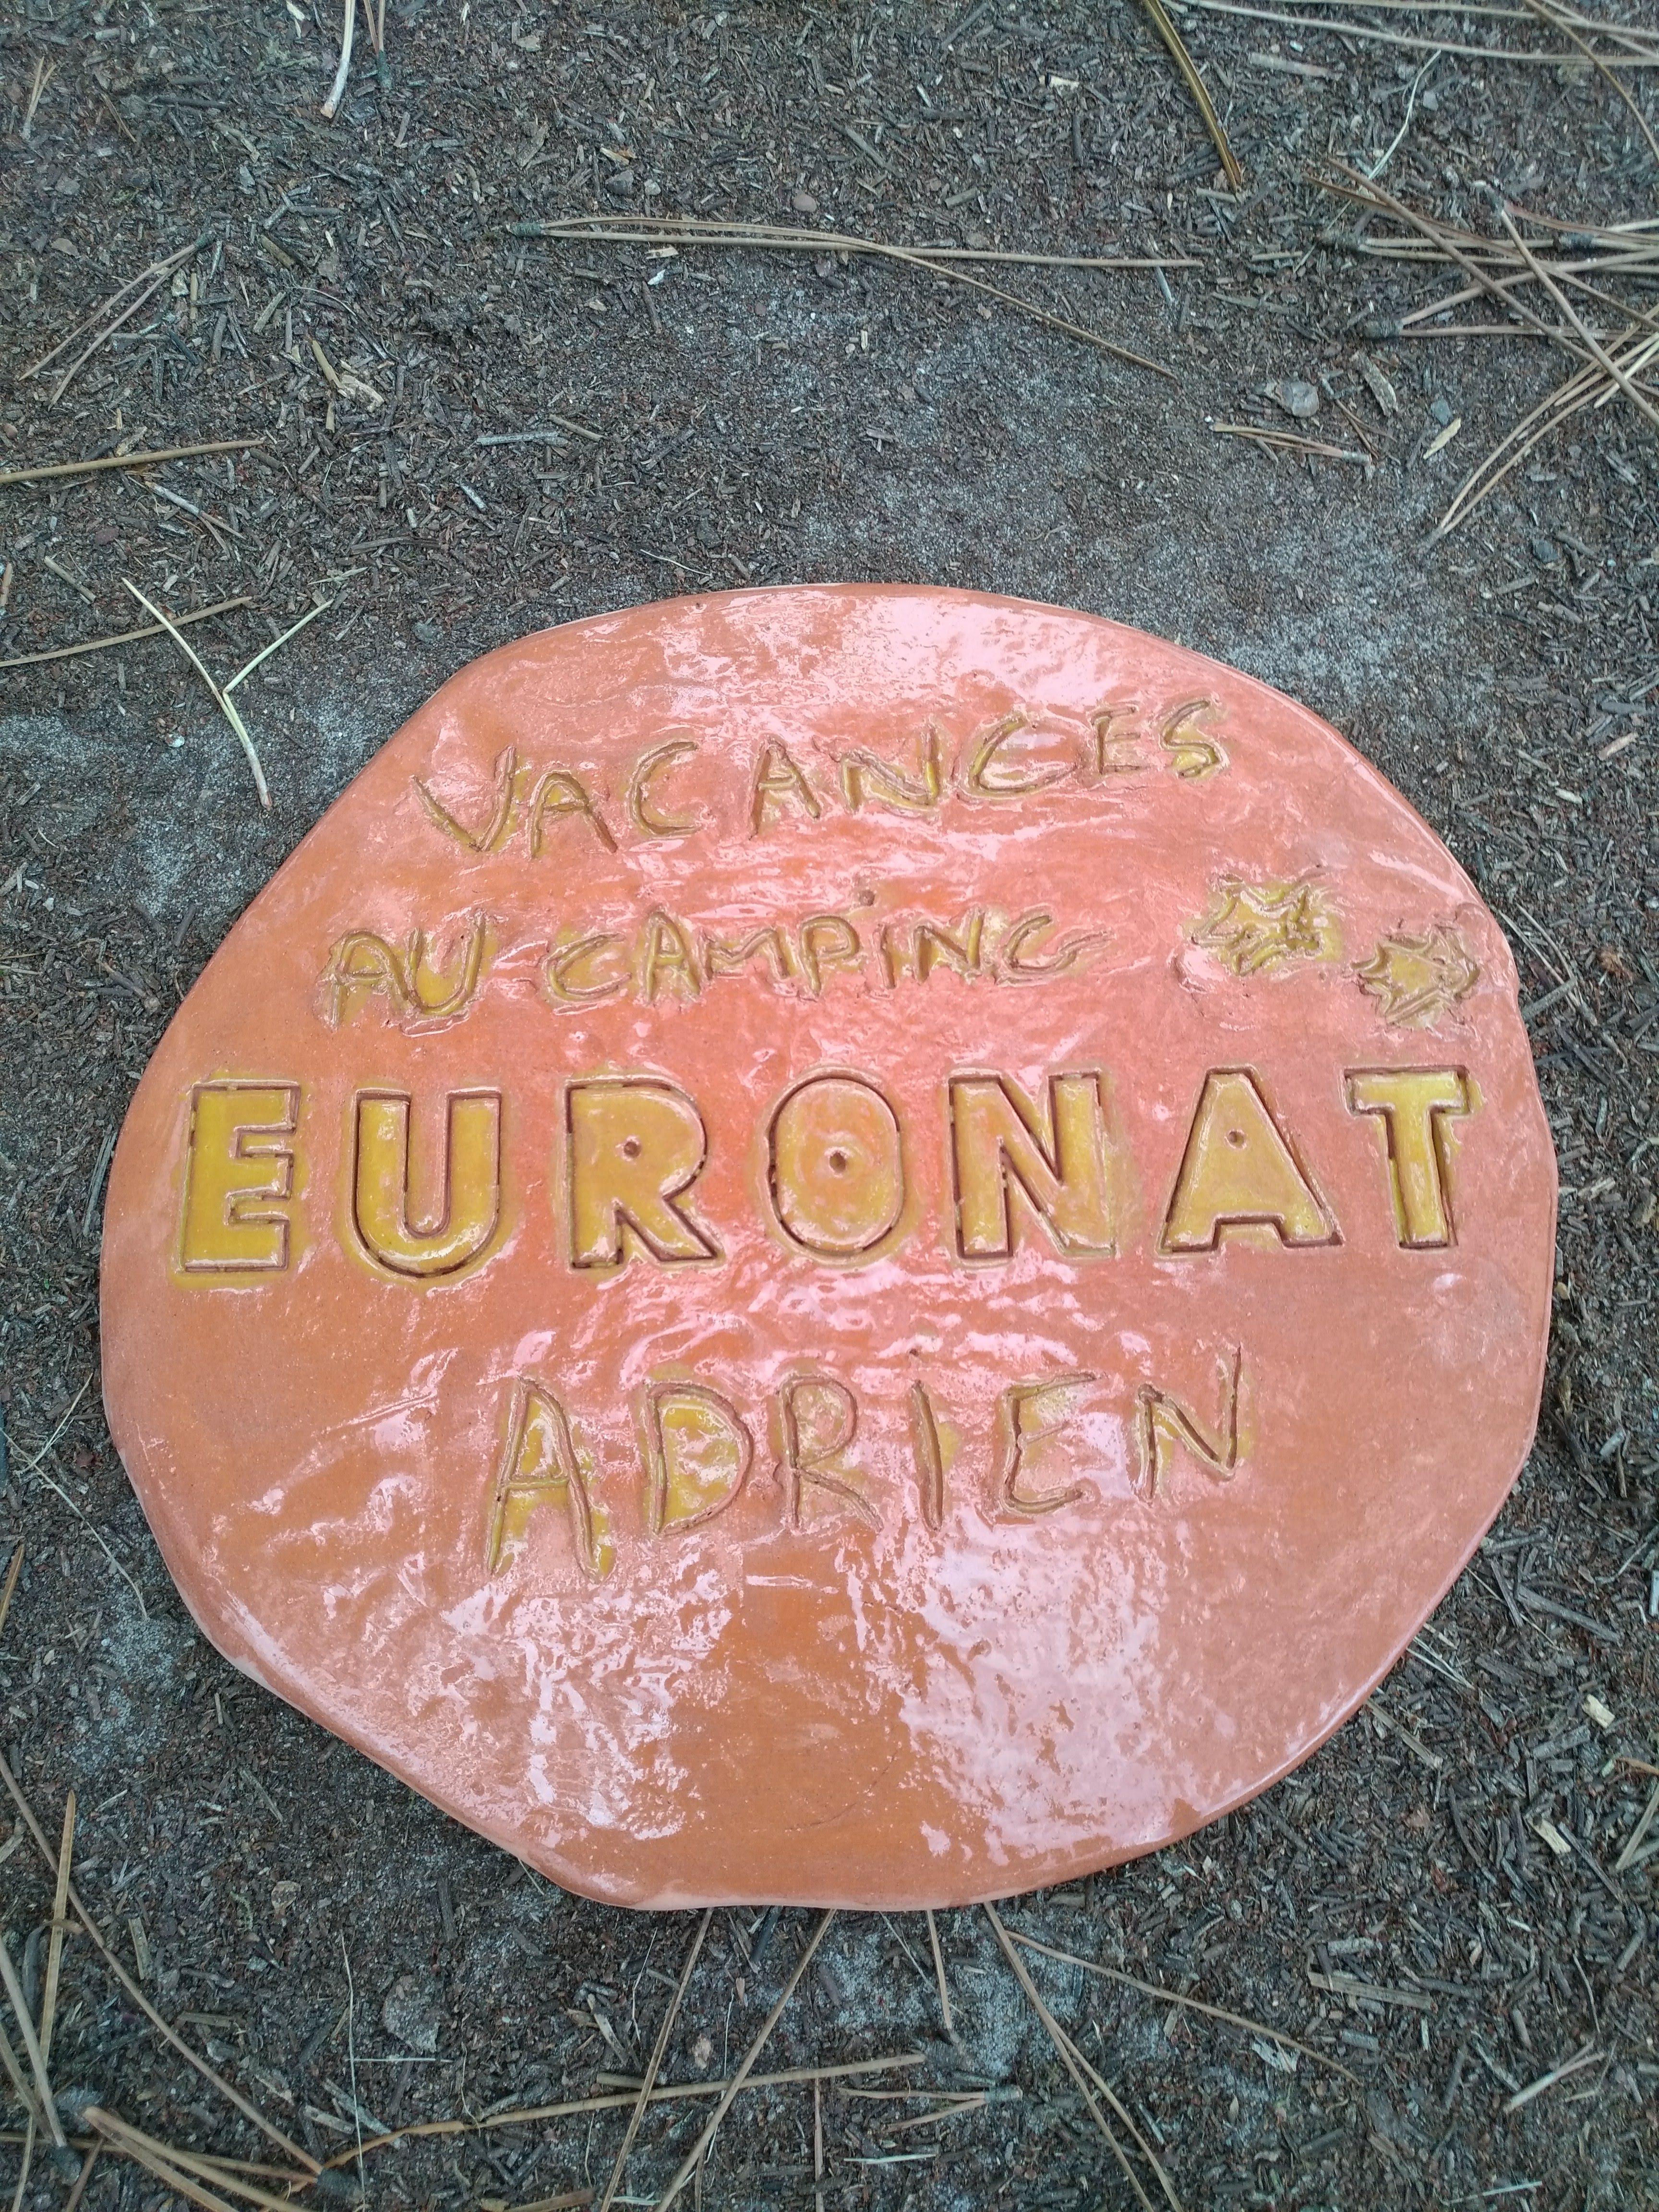 VACANCES
AU CAMPING
EURONAT
ADRIEN